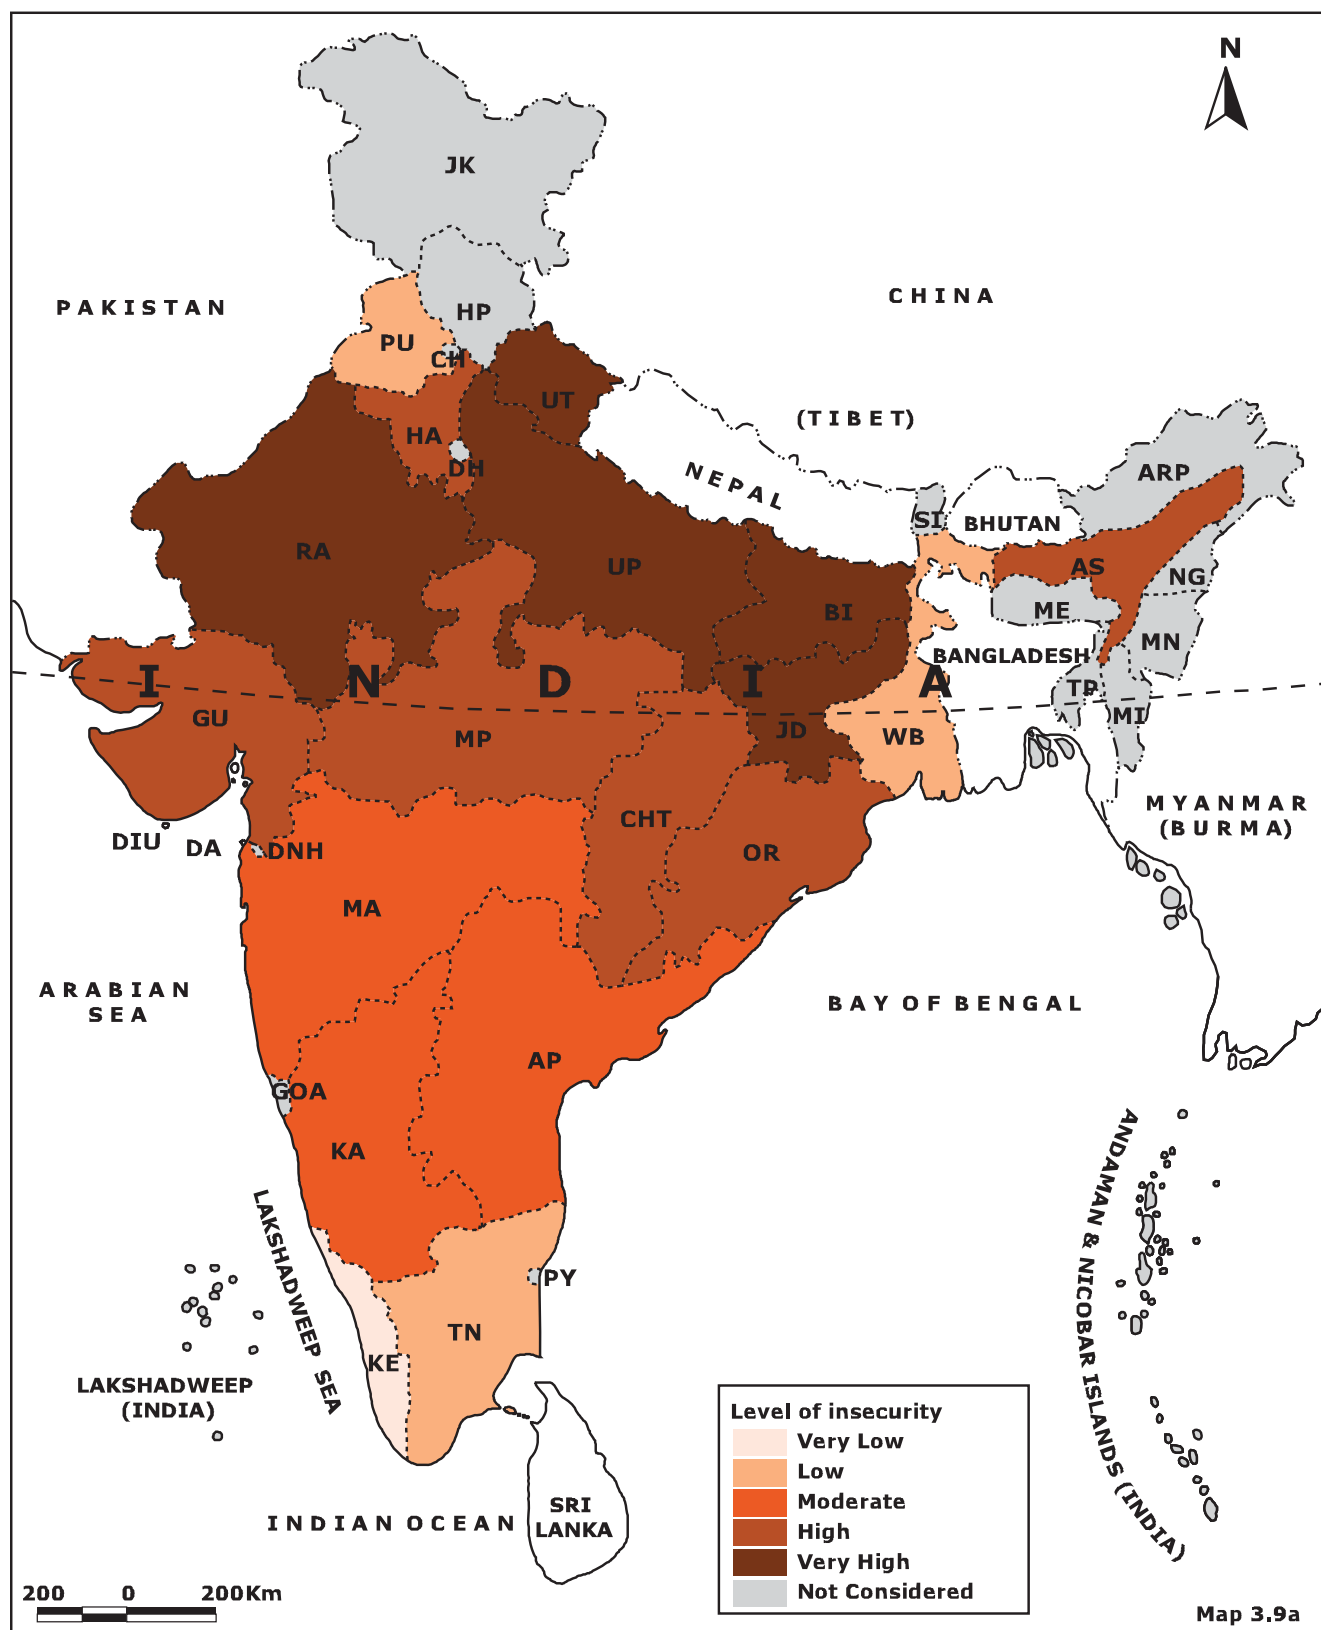 N
JK
PAKISTAN
HP
CHINA
PU
CH
UT
(TIBET)
HA
DH
NEPAL
ARP
SI
BHUTAN
RA
UP
AS
NG
BI
ME
MN
BANGLADESH
I N D I A
TP
GU
MI
MP
JD
WB
CHT
MYANMAR
(BURMA)
DIU
DA
DNH
OR
MA
ARABIAN
SEA
BAY OF BENGAL
AP
GOA
KA
ANDAMAN & NICOBAR ISLANDS (INDIA)
LAKSHADWEEP SEA
PY
TN
KE
LAKSHADWEEP
(INDIA)
Level of insecurity
Very Low
Low
Moderate
High
Very High
Not Considered
SRI
LANKA
INDIAN OCEAN
200 0 200Km
Map 3.9a